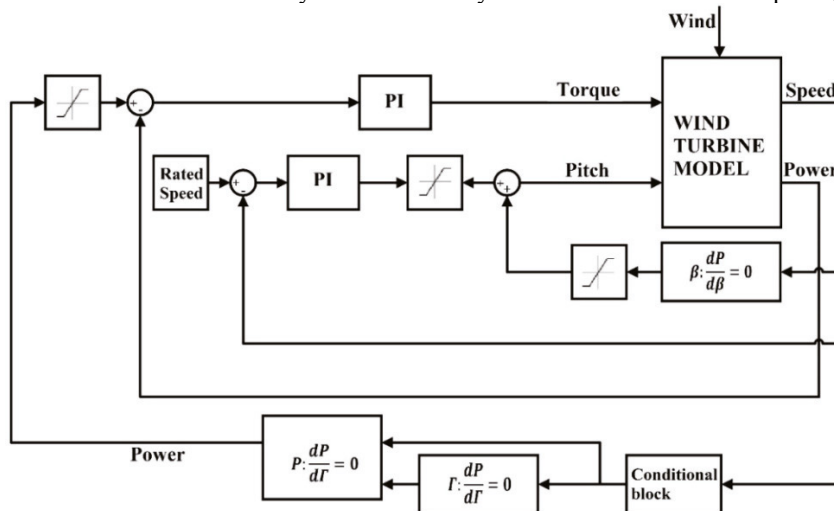 Wind
PI
Torque
Speed
WIND
TURBINE
MODEL
Rated
Speed
PI
Pitch
Power
β: dP/dβ = 0
Power
P: dP/dΓ = 0
Γ: dP/dΓ = 0
Conditional
block
+
-
+
-
+
+